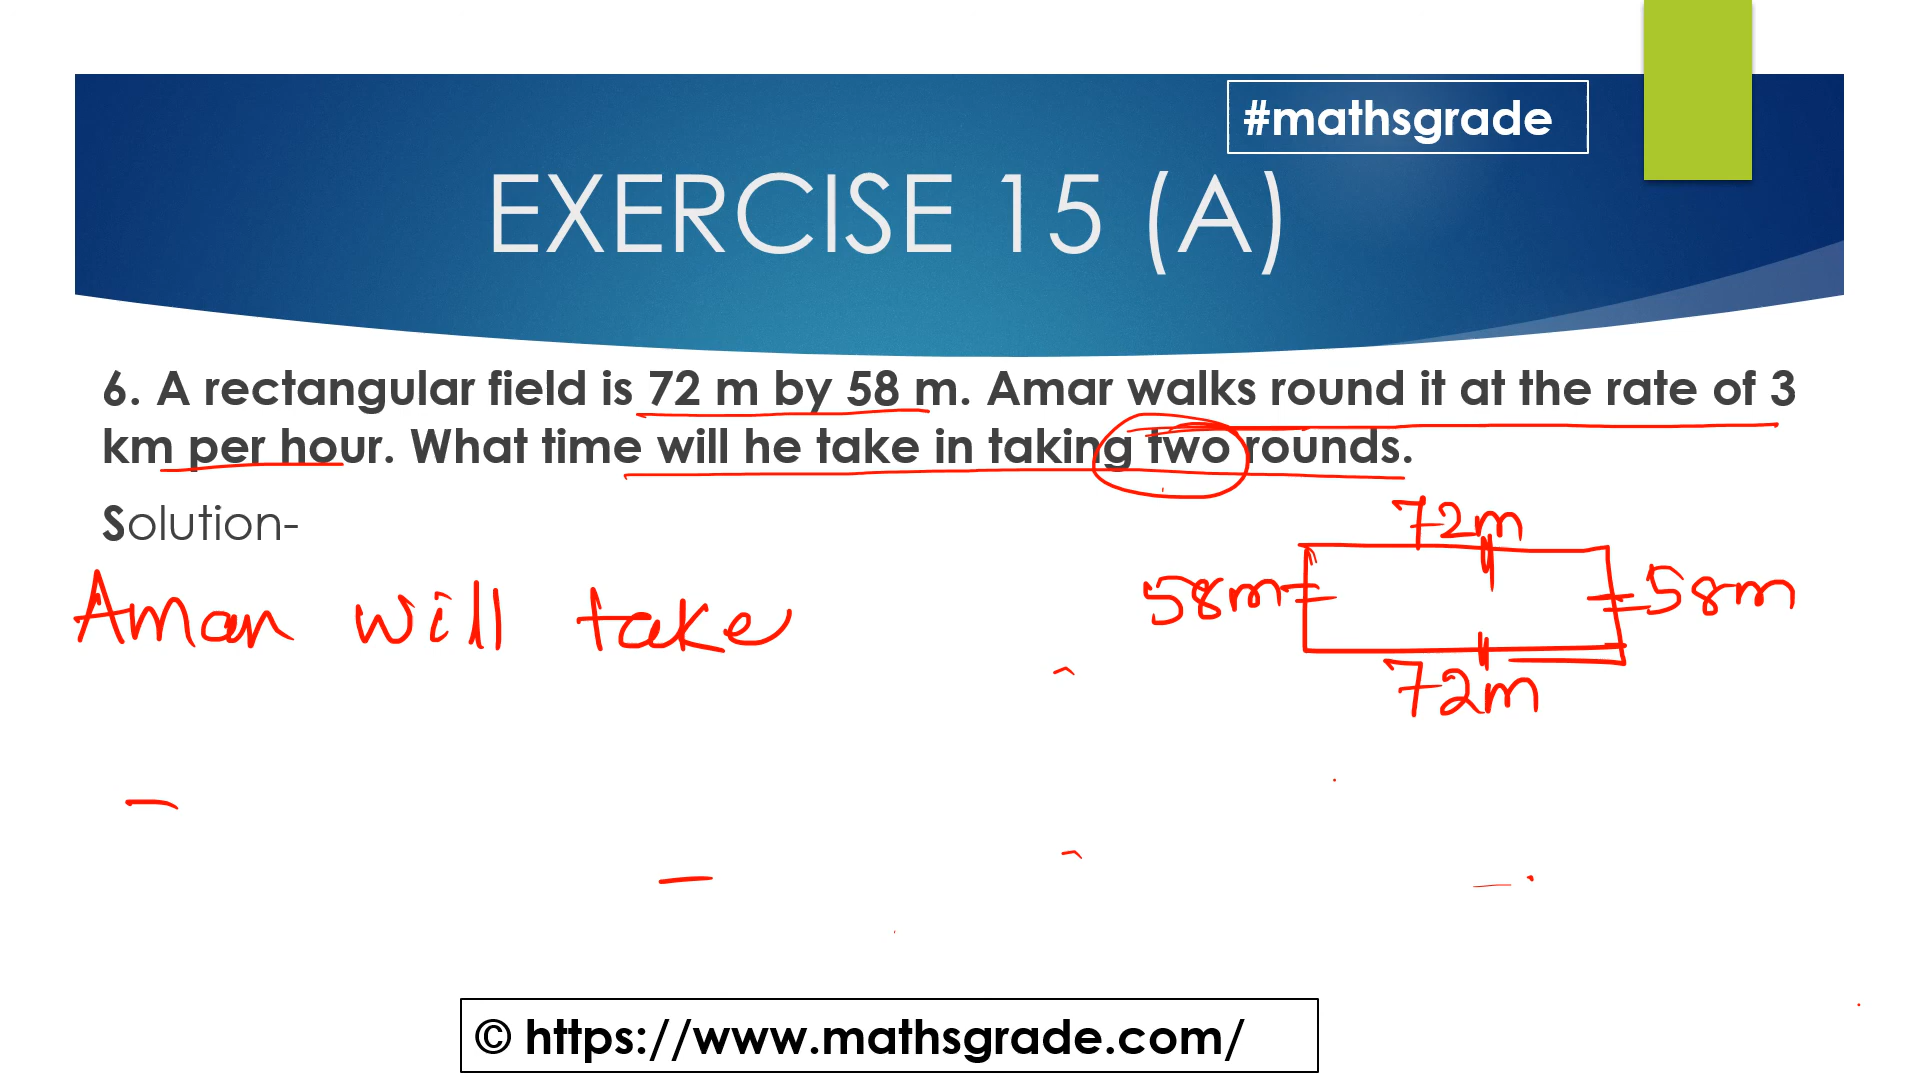 #mathsgrade
EXERCISE 15 (A)
6. A rectangular field is 72 m by 58 m. Amar walks round it at the rate of 3
km per hour. What time will he take in taking two rounds.
Solution-
72m
58m
58m
Aman will take
72m
© https://www.mathsgrade.com/